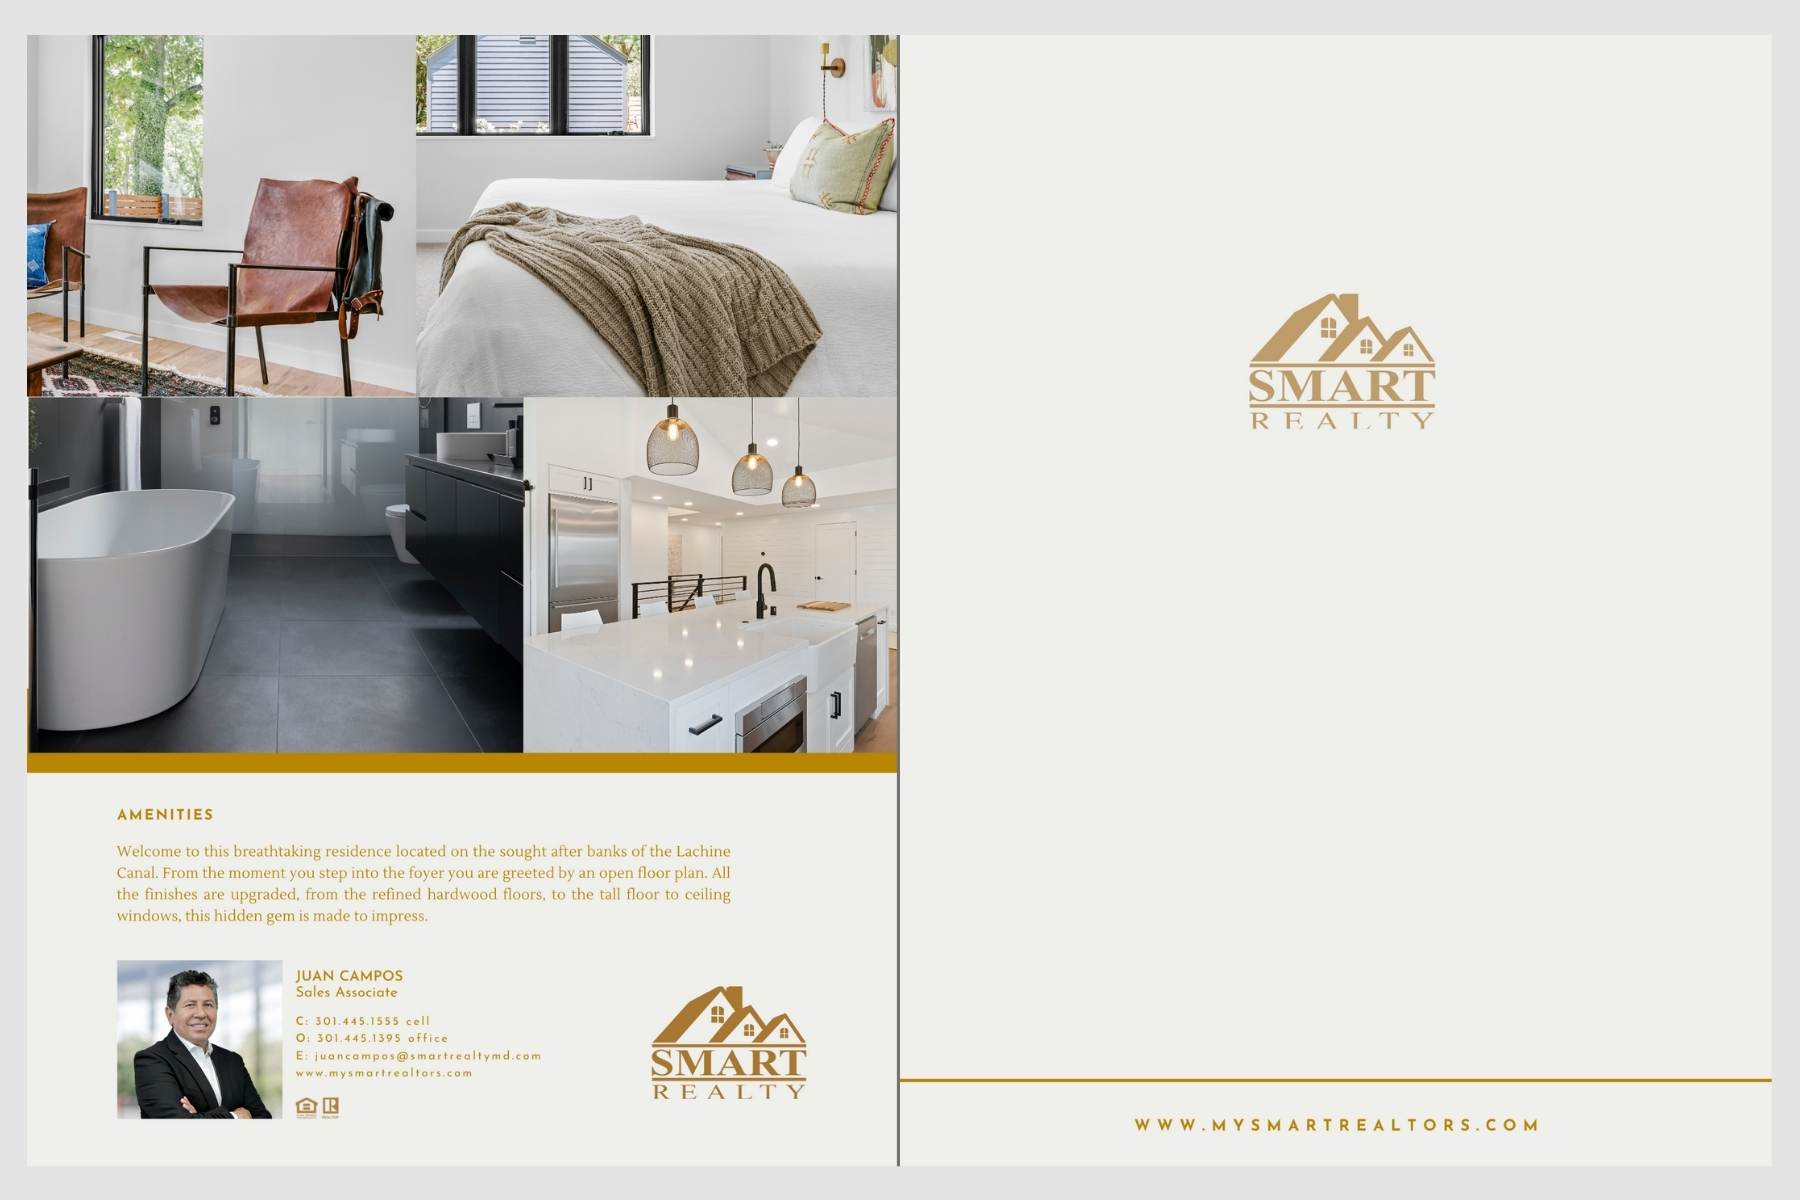 AMENITIES
Welcome to this breathtaking residence located on the sought after banks of the Lachine
Canal. From the moment you step into the foyer you are greeted by an open floor plan. All
the finishes are upgraded, from the refined hardwood floors, to the tall floor to ceiling
windows, this hidden gem is made to impress.
JUAN CAMPOS
Sales Associate
C: 301.445.1555 cell
O: 301.445.1395 office
E: juancampos@smartrealtymd.com
www.mysmartrealtors.com
SMART
REALTY
SMART
REALTY
WWW.MYSMARTREALTORS.COM